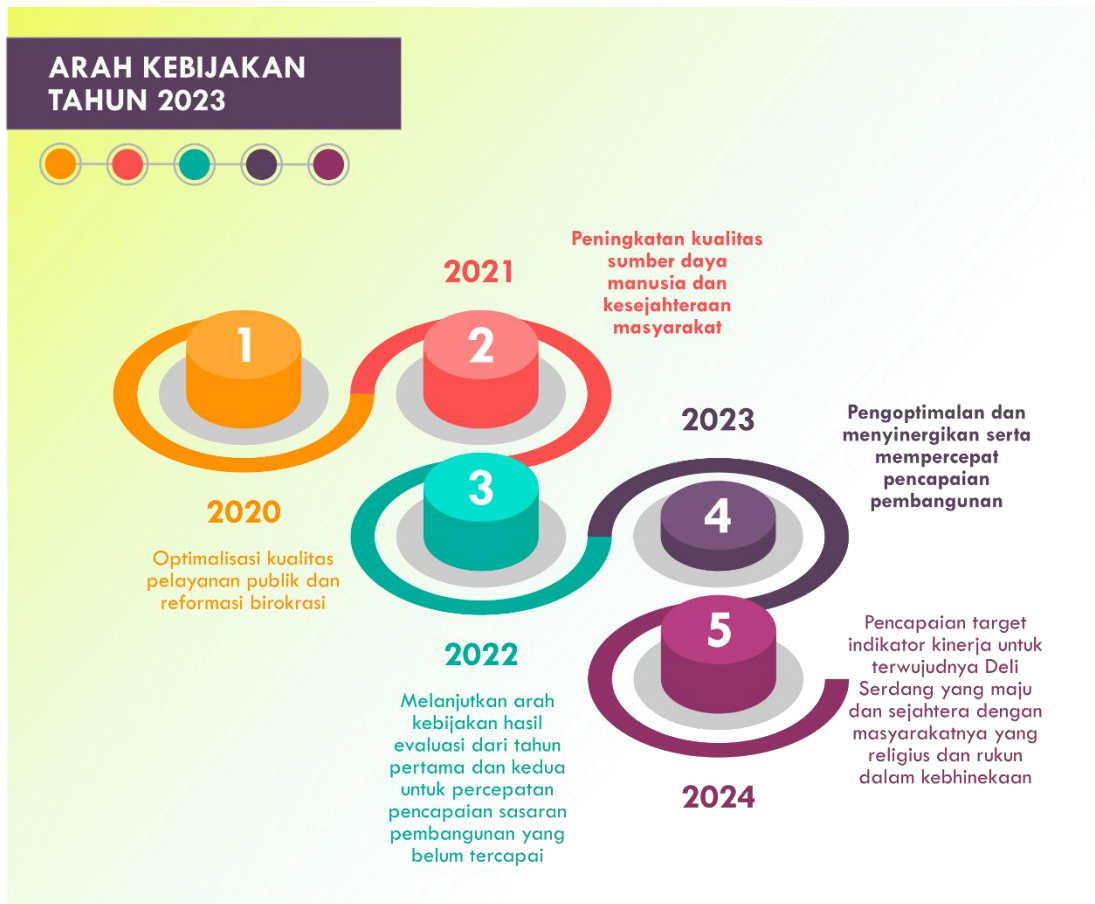 ARAH KEBIJAKAN
TAHUN 2023
1
2020
Optimalisasi kualitas
pelayanan publik dan
reformasi birokrasi
2021
2
Peningkatan kualitas
sumber daya
manusia dan
kesejahteraan
masyarakat
3
2022
Melanjutkan arah
kebijakan hasil
evaluasi dari tahun
pertama dan kedua
untuk percepatan
pencapaian sasaran
pembangunan yang
belum tercapai
2023
4
Pengoptimalan dan
menyinergikan serta
mempercepat
pencapaian
pembangunan
5
2024
Pencapaian target
indikator kinerja untuk
terwujudnya Deli
Serdang yang maju
dan sejahtera dengan
masyarakatnya yang
religius dan rukun
dalam kebhinekaan